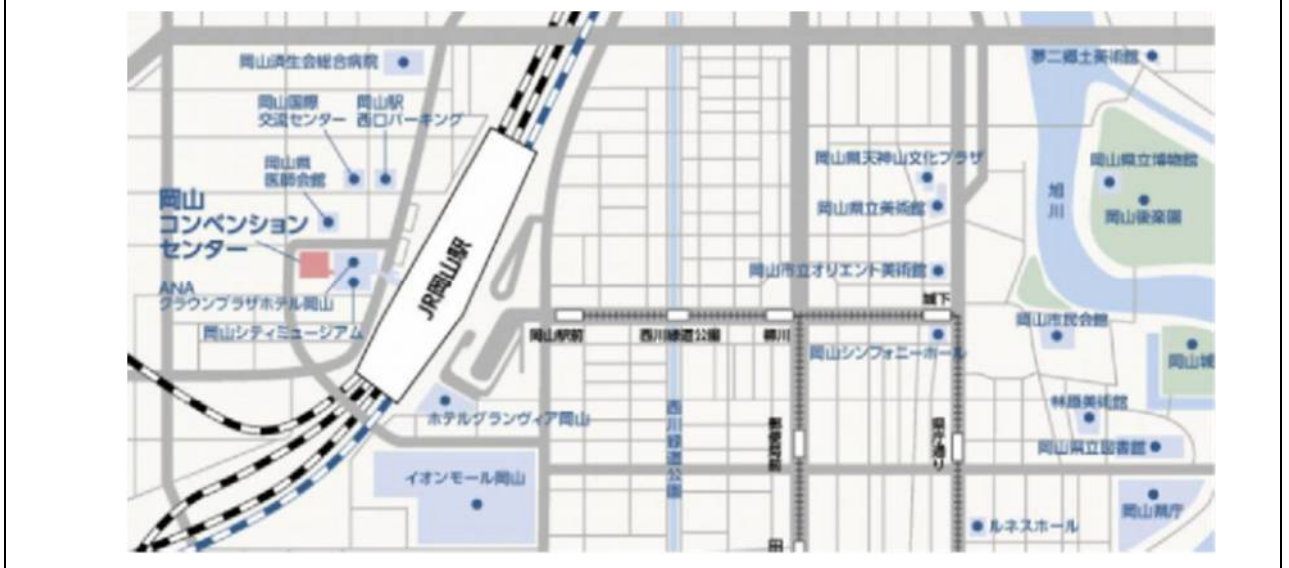 岡山済生会総合病院
岡山国際
交流センター
岡山駅
西口パーキング
岡山県
医師会館
岡山
コンベンション
センター
ANA
クラウンプラザホテル岡山
岡山シティミュージアム
JR岡山駅
ホテルグランヴィア岡山
イオンモール岡山
岡山駅前
西川緑道公園
柳川
城下
西川緑道公園
郵便局前
県庁通り
田
夢二郷土美術館
岡山県天神山文化プラザ
岡山県立美術館
岡山市立オリエント美術館
岡山シンフォニーホール
旭川
岡山県立博物館
岡山後楽園
岡山市民会館
岡山城
林原美術館
岡山県立図書館
岡山県庁
ルネスホール